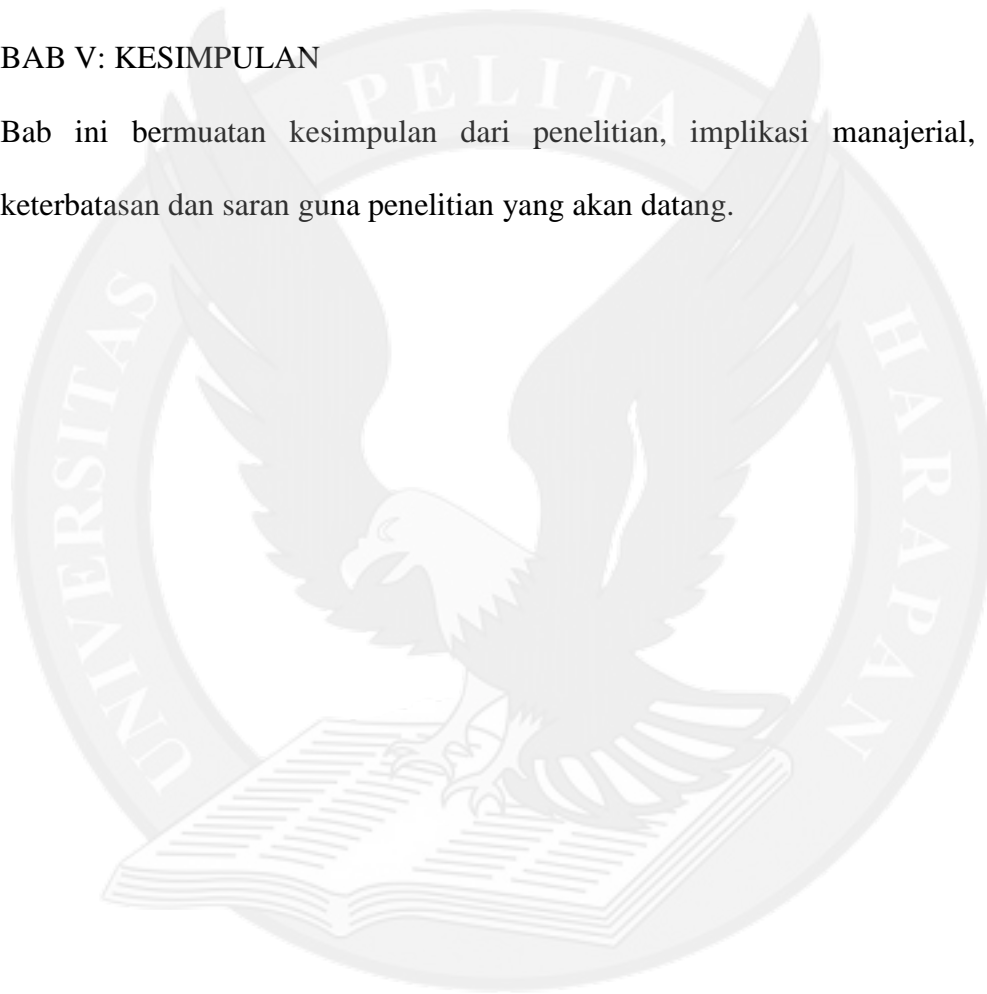 BAB V: KESIMPULAN
Bab ini bermuatan kesimpulan dari penelitian, implikasi manajerial,
keterbatasan dan saran guna penelitian yang akan datang.
UNIVERSITAS PELITA HARAPAN